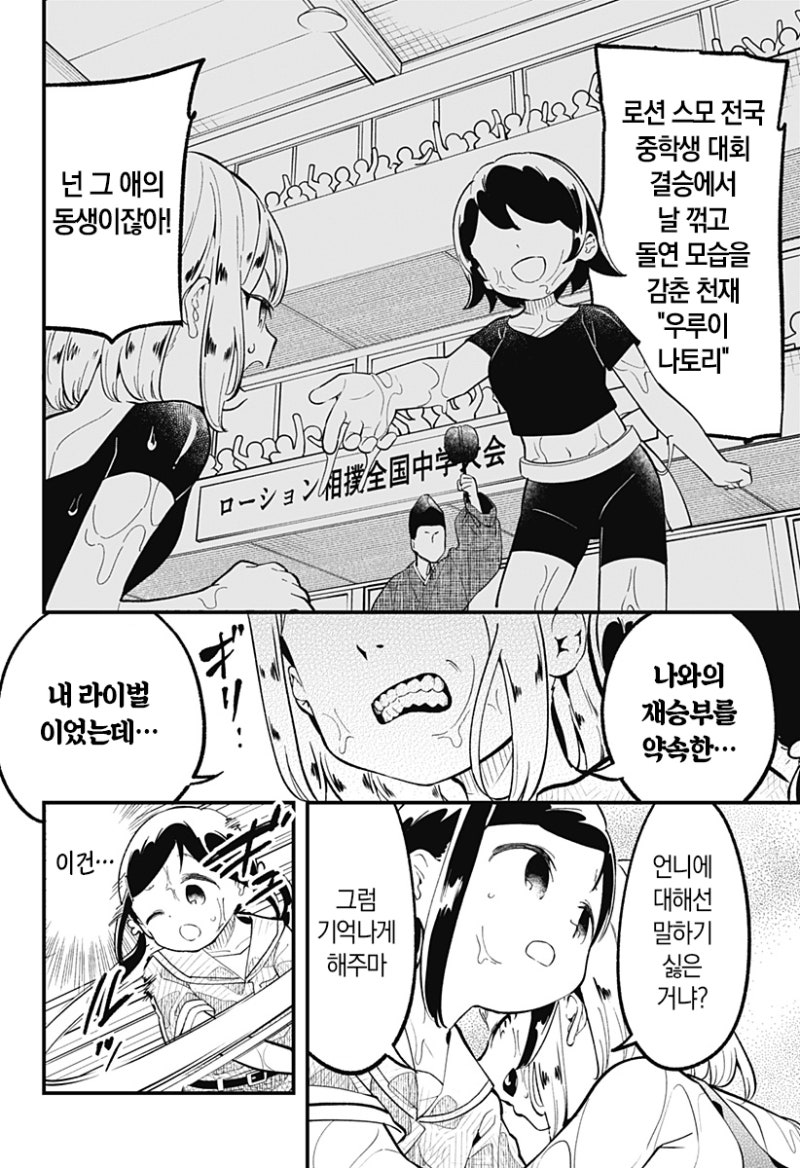 로션 스모 전국
중학생 대회
결승에서
날 꺾고
돌연 모습을
감춘 천재
"우루이
나토리"
넌 그 애의
동생이잖아!
ローション相撲全国中学大会
나와의
재승부를
약속한…
ギリ…
내 라이벌
이었는데…
언니에
대해선
말하기
싫은
거냐?
그럼
기억나게
해주마
이건…